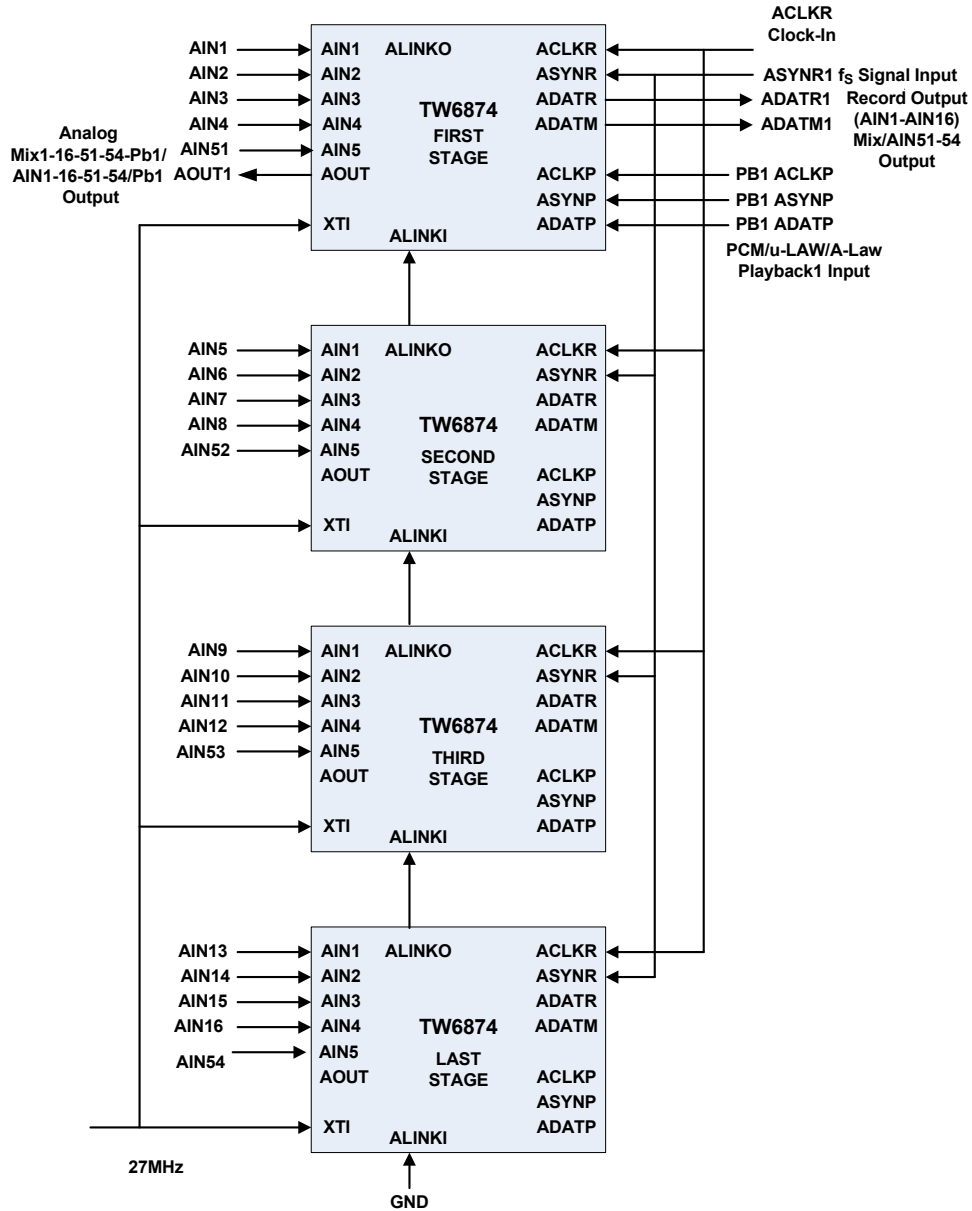 ACLKR
Clock-In
AIN1 AIN1 ALINKO ACLKR
AIN2 AIN2 ASYNR ASYNR1 fS Signal Input
AIN3 AIN3 ADATR ADATR1 Record Output
TW6874
AIN4 AIN4 ADATM ADATM1 (AIN1-AIN16)
FIRST
STAGE
Mix/AIN51-54
Output
Analog
Mix1-16-51-54-Pb1/
AIN1-16-51-54/Pb1
Output
AIN51 AIN5
AOUT1 AOUT ACLKP PB1 ACLKP
ASYNP PB1 ASYNP
XTI ADATP PB1 ADATP
ALINKI
PCM/u-LAW/A-Law
Playback1 Input
AIN5 AIN1 ALINKO ACLKR
AIN6 AIN2 ASYNR
AIN7 AIN3 ADATR
AIN8 AIN4 TW6874 ADATM
AIN52 AIN5 SECOND
STAGE
AOUT ACLKP
ASYNP
XTI ADATP
ALINKI
AIN9 AIN1 ALINKO ACLKR
AIN10 AIN2 ASYNR
AIN11 AIN3 ADATR
AIN12 AIN4 TW6874 ADATM
AIN53 AIN5 THIRD
STAGE
AOUT ACLKP
ASYNP
XTI ADATP
ALINKI
AIN13 AIN1 ALINKO ACLKR
AIN14 AIN2 ASYNR
AIN15 AIN3 ADATR
AIN16 AIN4 TW6874 ADATM
AIN54 AIN5 LAST
STAGE
AOUT ACLKP
ASYNP
XTI ADATP
ALINKI
27MHz
GND